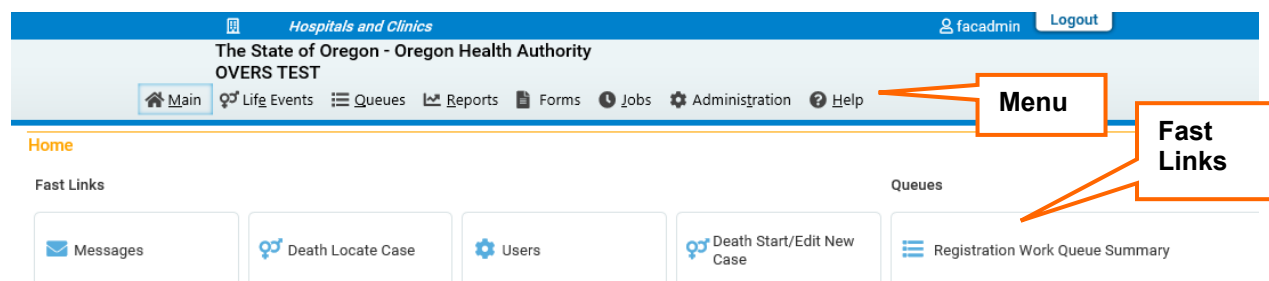 Hospitals and Clinics
facadmin
Logout
The State of Oregon - Oregon Health Authority
OVERS TEST
Main Life Events Queues Reports Forms Jobs Administration Help
Menu
Fast
Links
Home
Fast Links
Queues
Messages
Death Locate Case
Users
Death Start/Edit New
Case
Registration Work Queue Summary